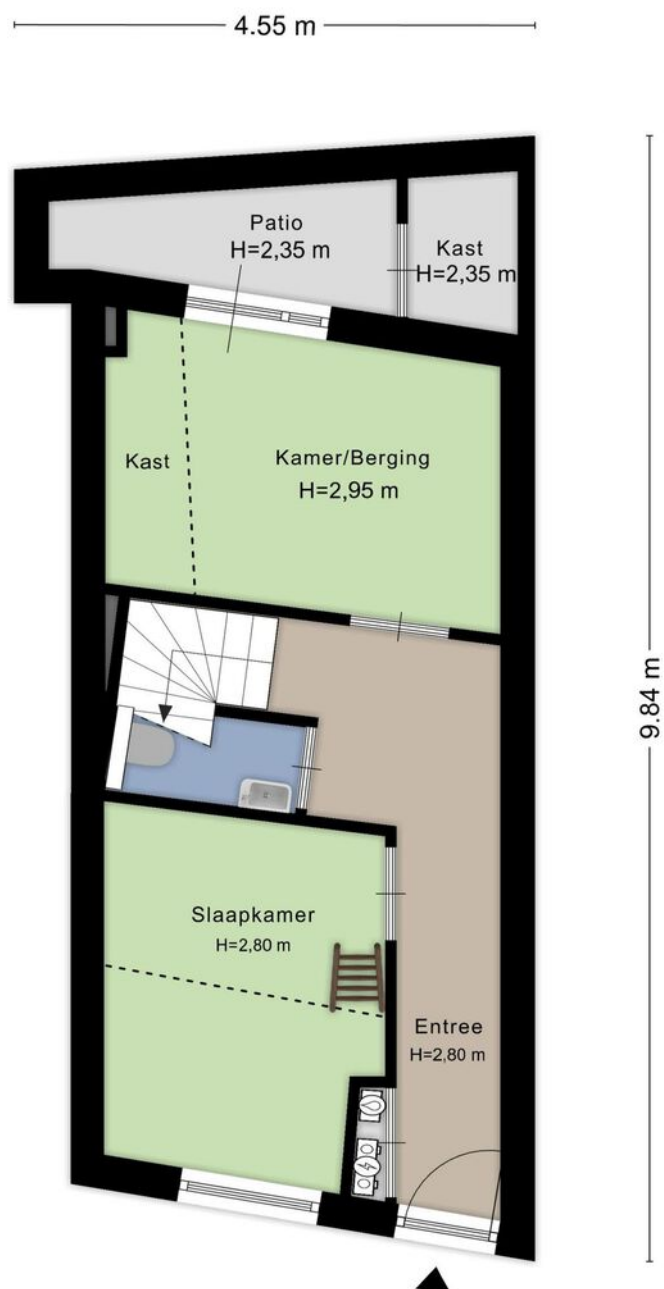 4.55 m
Patio
H=2,35 m
Kast
H=2,35 m
Kast
Kamer/Berging
H=2,95 m
9.84 m
Slaapkamer
H=2,80 m
Entree
H=2,80 m